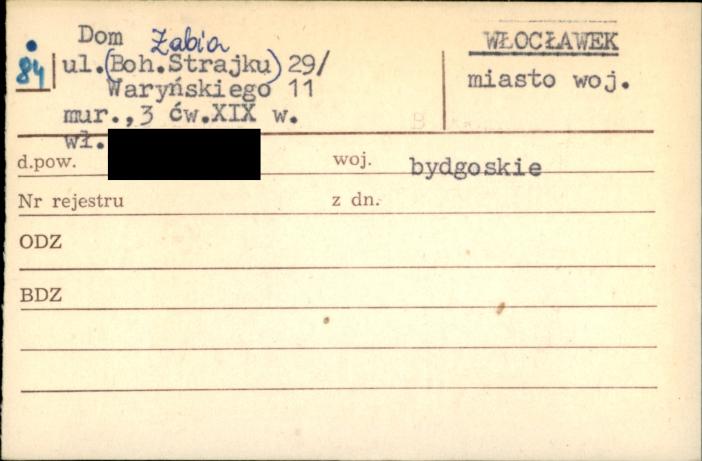 Dom Żabia
WŁOCŁAWEK
84
ul.(Boh.Strajku) 29/
miasto woj.
Waryńskiego 11
mur.,3 ćw.XIX w.
wł.
d.pow.
woj. bydgoskie
Nr rejestru
z dn.
ODZ
BDZ